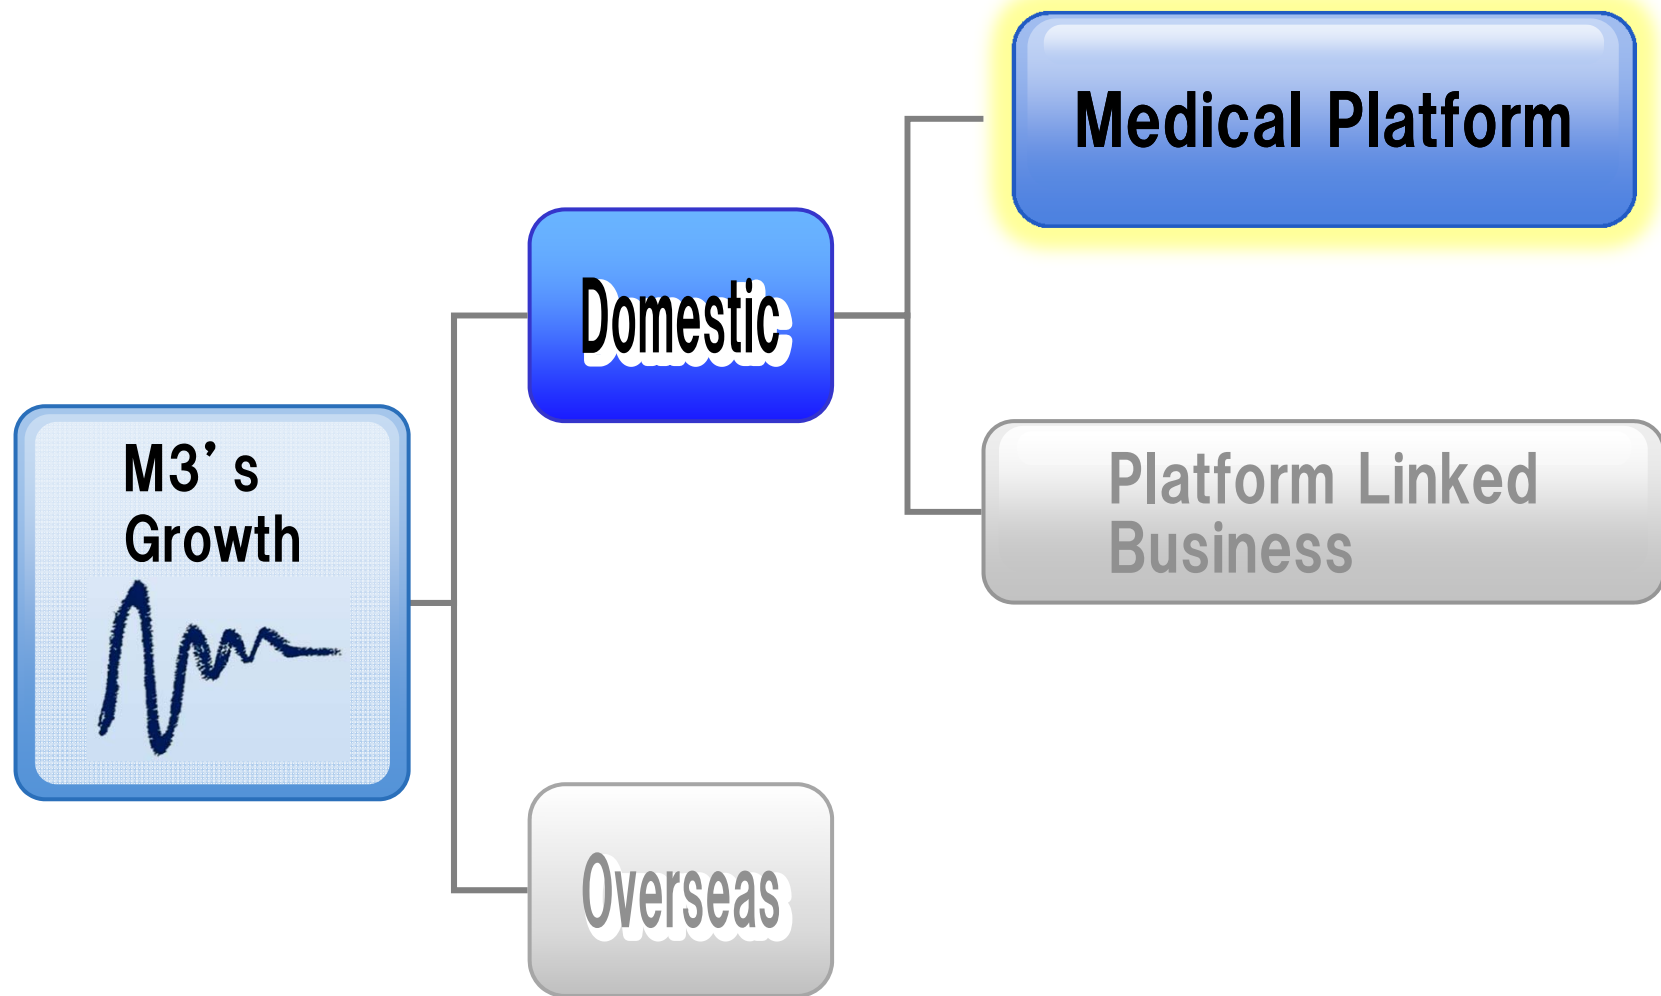 Medical Platform
Domestic
M3’s
Growth
Platform Linked
Business
Overseas